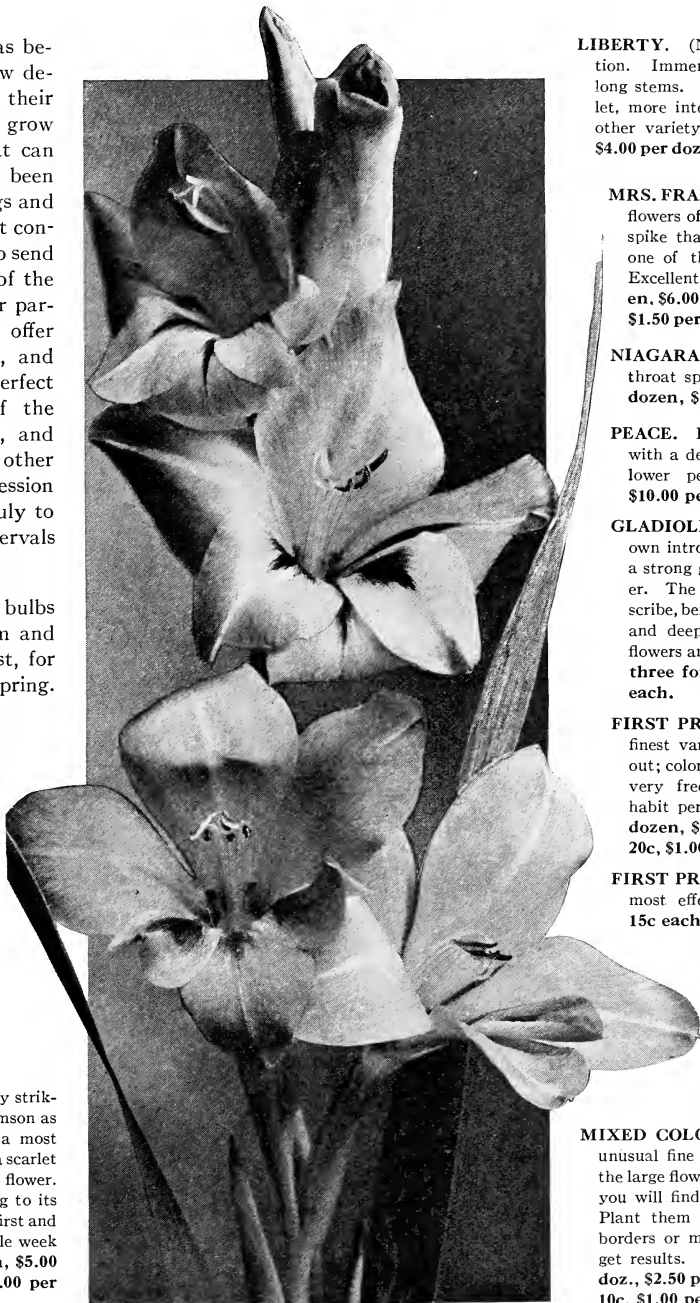 as be-
w de-
their
grow
t can
been
gs and
t con-
o send
of the
r par-
offer
, and
erfect
f the
, and
other
ession
uly to
ervals
bulbs
n and
st, for
pring.
y strik-
mson as
a most
scarlet
flower.
g to its
irst and
le week
, $5.00
.00 per
LIBERTY. (N
tion. Immer
long stems.
let, more inte
other variety
$4.00 per doz
MRS. FRA
flowers of
spike tha
one of th
Excellent
en, $6.00
$1.50 per
NIAGARA
throat sp
dozen, $
PEACE. I
with a de
lower pe
$10.00 pe
GLADIOLI
own intro
a strong g
er. The
scribe, be
and deep
flowers an
three fo
each.
FIRST PR
finest var
out; color
very free
habit per
dozen, $
20c, $1.00
FIRST PR
most effe
15c each
MIXED COLO
unusual fine
the large flow
you will find
Plant them
borders or m
get results.
doz., $2.50 p
10c, $1.00 pe